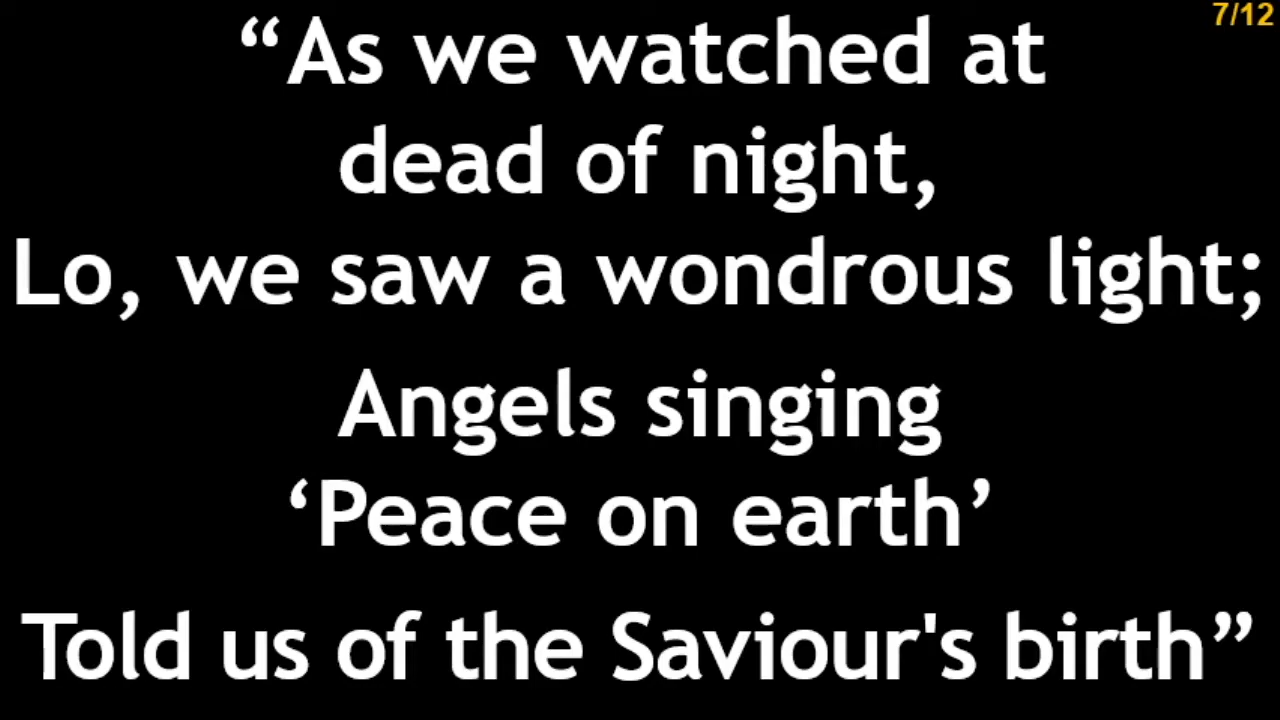 7/12
“As we watched at
dead of night,
Lo, we saw a wondrous light;
Angels singing
‘Peace on earth’
Told us of the Saviour's birth”